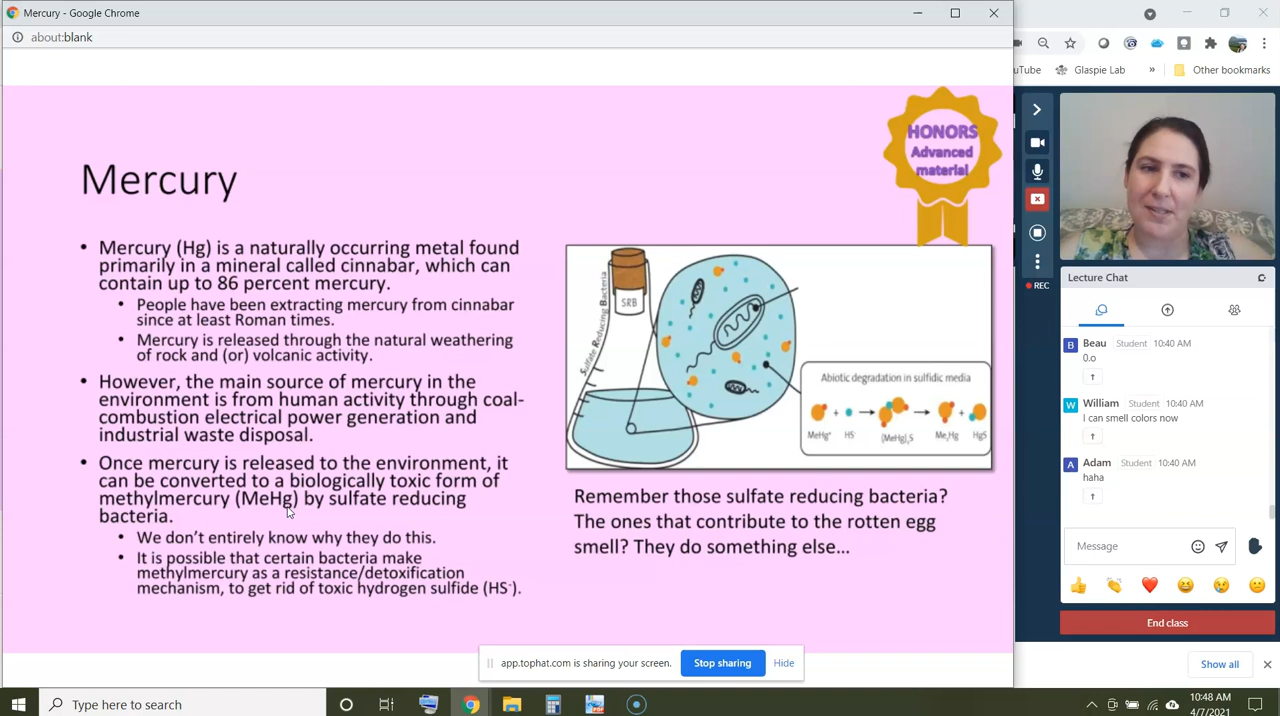 Mercury - Google Chrome
about:blank
uTube
Glaspie Lab
»
Other bookmarks
HONORS
Advanced
material
Mercury
• Mercury (Hg) is a naturally occurring metal found
primarily in a mineral called cinnabar, which can
contain up to 86 percent mercury.
• People have been extracting mercury from cinnabar
since at least Roman times.
• Mercury is released through the natural weathering
of rock and (or) volcanic activity.
• However, the main source of mercury in the
environment is from human activity through coal-
combustion electrical power generation and
industrial waste disposal.
• Once mercury is released to the environment, it
can be converted to a biologically toxic form of
methylmercury (MeHg) by sulfate reducing
bacteria.
• We don't entirely know why they do this.
• It is possible that certain bacteria make
methylmercury as a resistance/detoxification
mechanism, to get rid of toxic hydrogen sulfide (HS⁻).
Sulfate Reducing Bacteria
SRB
Abiotic degradation in sulfidic media
MeHg⁺ + HS⁻ → (MeHg)₂S → Me₂Hg + HgS
Remember those sulfate reducing bacteria?
The ones that contribute to the rotten egg
smell? They do something else...
REC
Lecture Chat
B Beau Student 10:40 AM
0.o
W William Student 10:40 AM
I can smell colors now
A Adam Student 10:40 AM
haha
Message
End class
app.tophat.com is sharing your screen.
Stop sharing
Hide
Show all
Type here to search
10:48 AM
4/7/2021